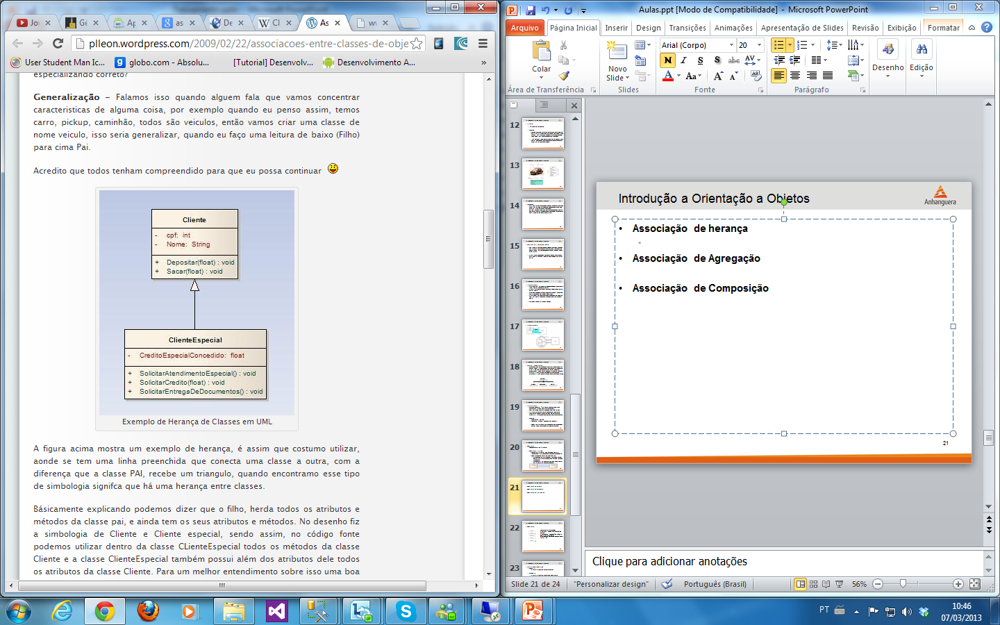 Jo
Ge
Ap
as
De
Cl
As
wv
plleon.wordpress.com/2009/02/22/associacoes-entre-classes-de-obje
User Student Man Ic...
globo.com - Absolu...
[Tutorial] Desenvolv...
Desenvolvimento A...
»
especializando correto?
Generalização – Falamos isso quando alguem fala que vamos concentrar
caracteristicas de alguma coisa, por exemplo quando eu penso assim, temos
carro, pickup, caminhão, todos são veiculos, então vamos criar uma classe de
nome veiculo, isso seria generalizar, quando eu faço uma leitura de baixo (Filho)
para cima Pai.
Acredito que todos tenham compreendido para que eu possa continuar
Cliente
- cpf: int
- Nome: String
+ Depositar(float) : void
+ Sacar(float) : void
ClienteEspecial
- CreditoEspecialConcedido: float
+ SolicitarAtendimentoEspecial() : void
+ SolicitarCredito(float) : void
+ SolicitarEntregaDeDocumentos() : void
Exemplo de Herança de Classes em UML
A figura acima mostra um exemplo de herança, é assim que costumo utilizar,
aonde se tem uma linha preenchida que conecta uma classe a outra, com a
diferença que a classe PAI, recebe um triangulo, quando encontramo esse tipo
de simbologia signifca que há uma herança entre classes.
Básicamente explicando podemos dizer que o filho, herda todos os atributos e
métodos da classe pai, e ainda tem os seus atributos e métodos. No desenho fiz
a simbologia de Cliente e Cliente especial, sendo assim, no código fonte
podemos utilizar dentro da classe CLienteEspecial todos os métodos da classe
Cliente e a classe ClienteEspecial também possui além dos atributos dele todos
os atributos da classe Cliente. Para um melhor entendimento sobre isso uma boa
Aulas.ppt [Modo de Compatibilidade] - Microsoft PowerPoint
Arquivo
Página Inicial
Inserir
Design
Transições
Animações
Apresentação de Slides
Revisão
Exibição
Formatar
Colar
Área de Transferência
Novo
Slide
Slides
Arial (Corpo)
20
N I S S abc AV
A Aa A A
Fonte
Parágrafo
Desenho
Edição
12
13
14
15
16
17
18
19
20
21
22
23
Introdução a Orientação a Objetos
Anhanguera
• Associação de herança
•
• Associação de Agregação
• Associação de Composição
21
Clique para adicionar anotações
Slide 21 de 24
"Personalizar design"
Português (Brasil)
56%
PT
10:46
07/03/2013